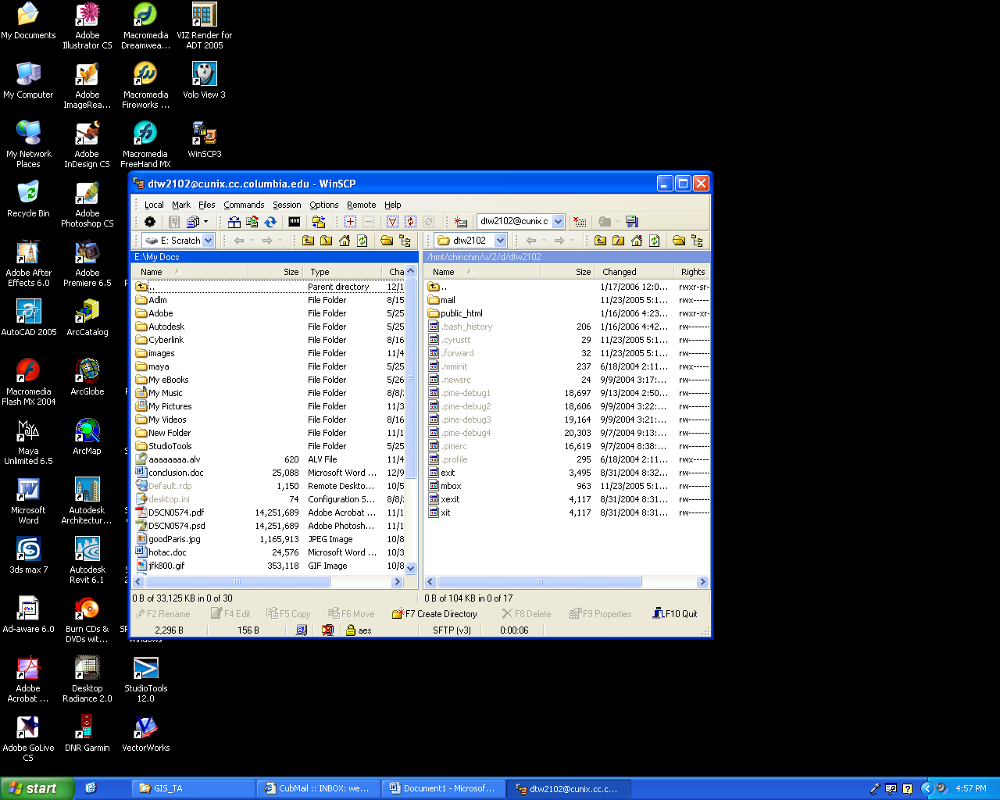 My Documents
Adobe Illustrator CS
Macromedia Dreamwea...
VIZ Render for ADT 2005
My Computer
Adobe ImageRea...
Macromedia Fireworks ...
Volo View 3
My Network Places
Adobe InDesign CS
Macromedia FreeHand MX
WinSCP3
Recycle Bin
Adobe Photoshop CS
Adobe After Effects 6.0
Adobe Premiere 6.5
AutoCAD 2005
ArcCatalog
Macromedia Flash MX 2004
ArcGlobe
Maya Unlimited 6.5
ArcMap
Microsoft Word
Autodesk Architectur...
3ds max 7
Autodesk Revit 6.1
Ad-aware 6.0
Burn CDs & DVDs wit...
windows
Adobe Acrobat ...
Desktop Radiance 2.0
StudioTools 12.0
Adobe GoLive CS
DNR Garmin
VectorWorks
dtw2102@cunix.cc.columbia.edu - WinSCP
Local Mark Files Commands Session Options Remote Help
dtw2102@cunix.c
E: Scratch
dtw2102
E:\My Docs
/hmt/chinchin/u/2/d/dtw2102
Name Size Type Cha
.. Parent directory 12/1
Adlm File Folder 8/15
Adobe File Folder 5/25
Autodesk File Folder 5/25
Cyberlink File Folder 8/16
images File Folder 11/4
maya File Folder 5/25
My eBooks File Folder 5/26
My Music File Folder 8/8/
My Pictures File Folder 11/3
My Videos File Folder 8/16
New Folder File Folder 11/1
StudioTools File Folder 5/25
aaaaaaaa.alv 620 ALV File 11/4
conclusion.doc 25,088 Microsoft Word ... 12/9
Default.rdp 1,150 Remote Deskto... 10/5
desktop.ini 74 Configuration S... 8/8/
DSCN0574.pdf 14,251,689 Adobe Acrobat ... 11/1
DSCN0574.psd 14,251,689 Adobe Photosh... 11/1
goodParis.jpg 1,165,913 JPEG Image 10/8
hotac.doc 24,576 Microsoft Word ... 10/3
jfk800.gif 353,118 GIF Image 10/8
Name Size Changed Rights
.. 1/17/2006 12:0... rwxr-sr-
mail 11/23/2005 5:1... rwx-----
public_html 1/16/2006 4:23... rwxr-xr-
.bash_history 206 1/16/2006 4:42... rw-------
.cyrustt 29 11/23/2005 5:1... rw-------
.forward 32 11/23/2005 5:1... rw-------
.mminit 237 6/18/2004 2:11... rwx------
.newsrc 24 9/9/2004 3:17:... rw-------
.pine-debug1 18,697 9/13/2004 2:50... rw-------
.pine-debug2 18,606 9/9/2004 3:22:... rw-------
.pine-debug3 19,164 9/9/2004 3:21:... rw-------
.pine-debug4 20,303 9/7/2004 9:13:... rw-------
.pinerc 16,619 9/7/2004 8:38:... rw-------
.profile 295 6/18/2004 2:11... rwx------
exit 3,495 8/31/2004 8:32... rw-------
mbox 963 11/23/2005 5:1... rw-------
xexit 4,117 8/31/2004 8:31... rw-------
xit 4,117 8/31/2004 8:31... rw-------
0 B of 33,125 KB in 0 of 30
0 B of 104 KB in 0 of 17
F2 Rename F4 Edit F5 Copy F6 Move F7 Create Directory F8 Delete F9 Properties F10 Quit
2,296 B 156 B aes SFTP (v3) 0:00:06
start
GIS_TA
CubMail :: INBOX: we...
Document1 - Microsof...
dtw2102@cunix.cc.c...
4:57 PM